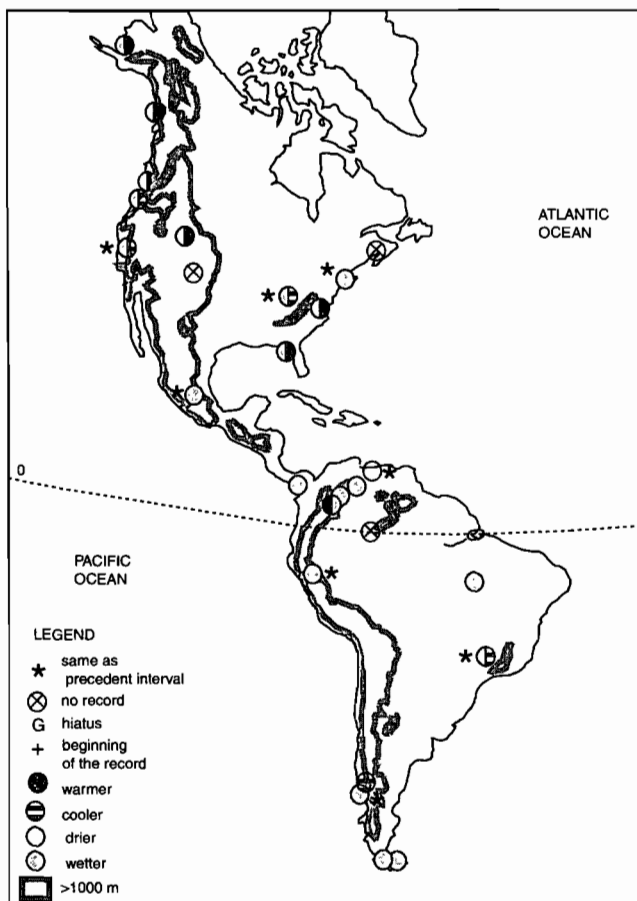 ATLANTIC
OCEAN
0
PACIFIC
OCEAN
LEGEND
* same as
precedent interval
no record
G hiatus
+ beginning
of the record
warmer
cooler
drier
wetter
>1000 m